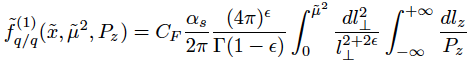 $\tilde{f}^{(1)}_{q/q}(\tilde{x}, \tilde{\mu}^2, P_z) = C_F \frac{\alpha_s}{2\pi} \frac{(4\pi)^\epsilon}{\Gamma(1-\epsilon)} \int_0^{\tilde{\mu}^2} \frac{dl_\perp^2}{l_\perp^{2+2\epsilon}} \int_{-\infty}^{+\infty} \frac{dl_z}{P_z}$